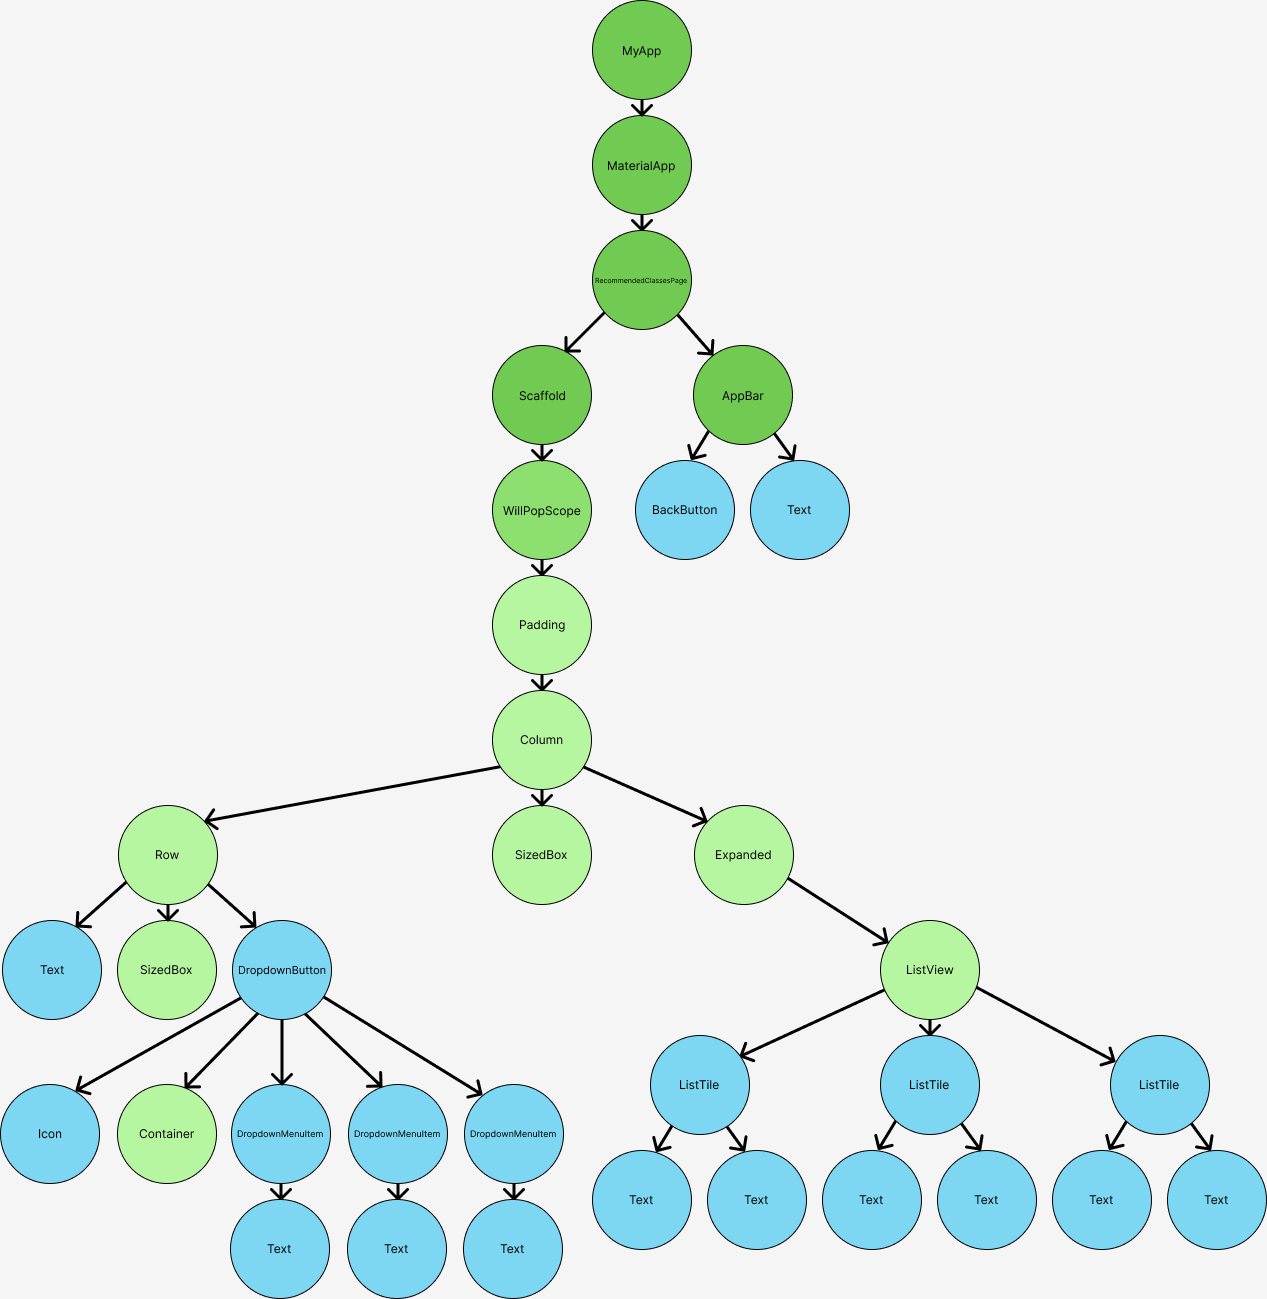 MyApp
MaterialApp
RecommendedClassesPage
Scaffold
AppBar
WillPopScope
BackButton
Text
Padding
Column
Row
SizedBox
Expanded
Text
SizedBox
DropdownButton
ListView
ListTile
ListTile
ListTile
Icon
Container
DropdownMenuItem
DropdownMenuItem
DropdownMenuItem
Text
Text
Text
Text
Text
Text
Text
Text
Text